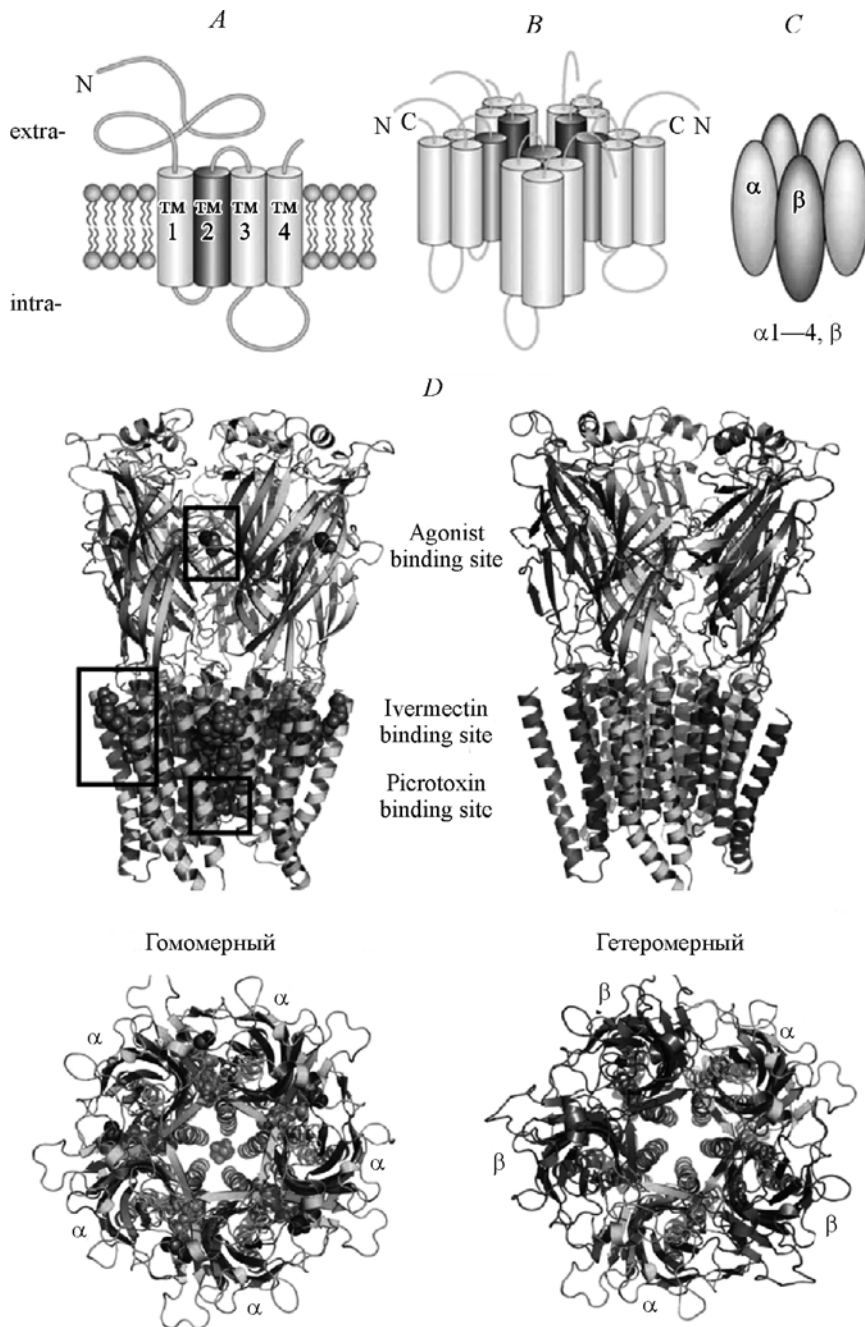 A B C
N
extra-
TM TM TM TM
1 2 3 4
intra-
N C C N
α
β
α1—4, β
D
Agonist
binding site
Ivermectin
binding site
Picrotoxin
binding site
Гомомерный
α
α
α
α
α
Гетеромерный
β
α
β
β
α